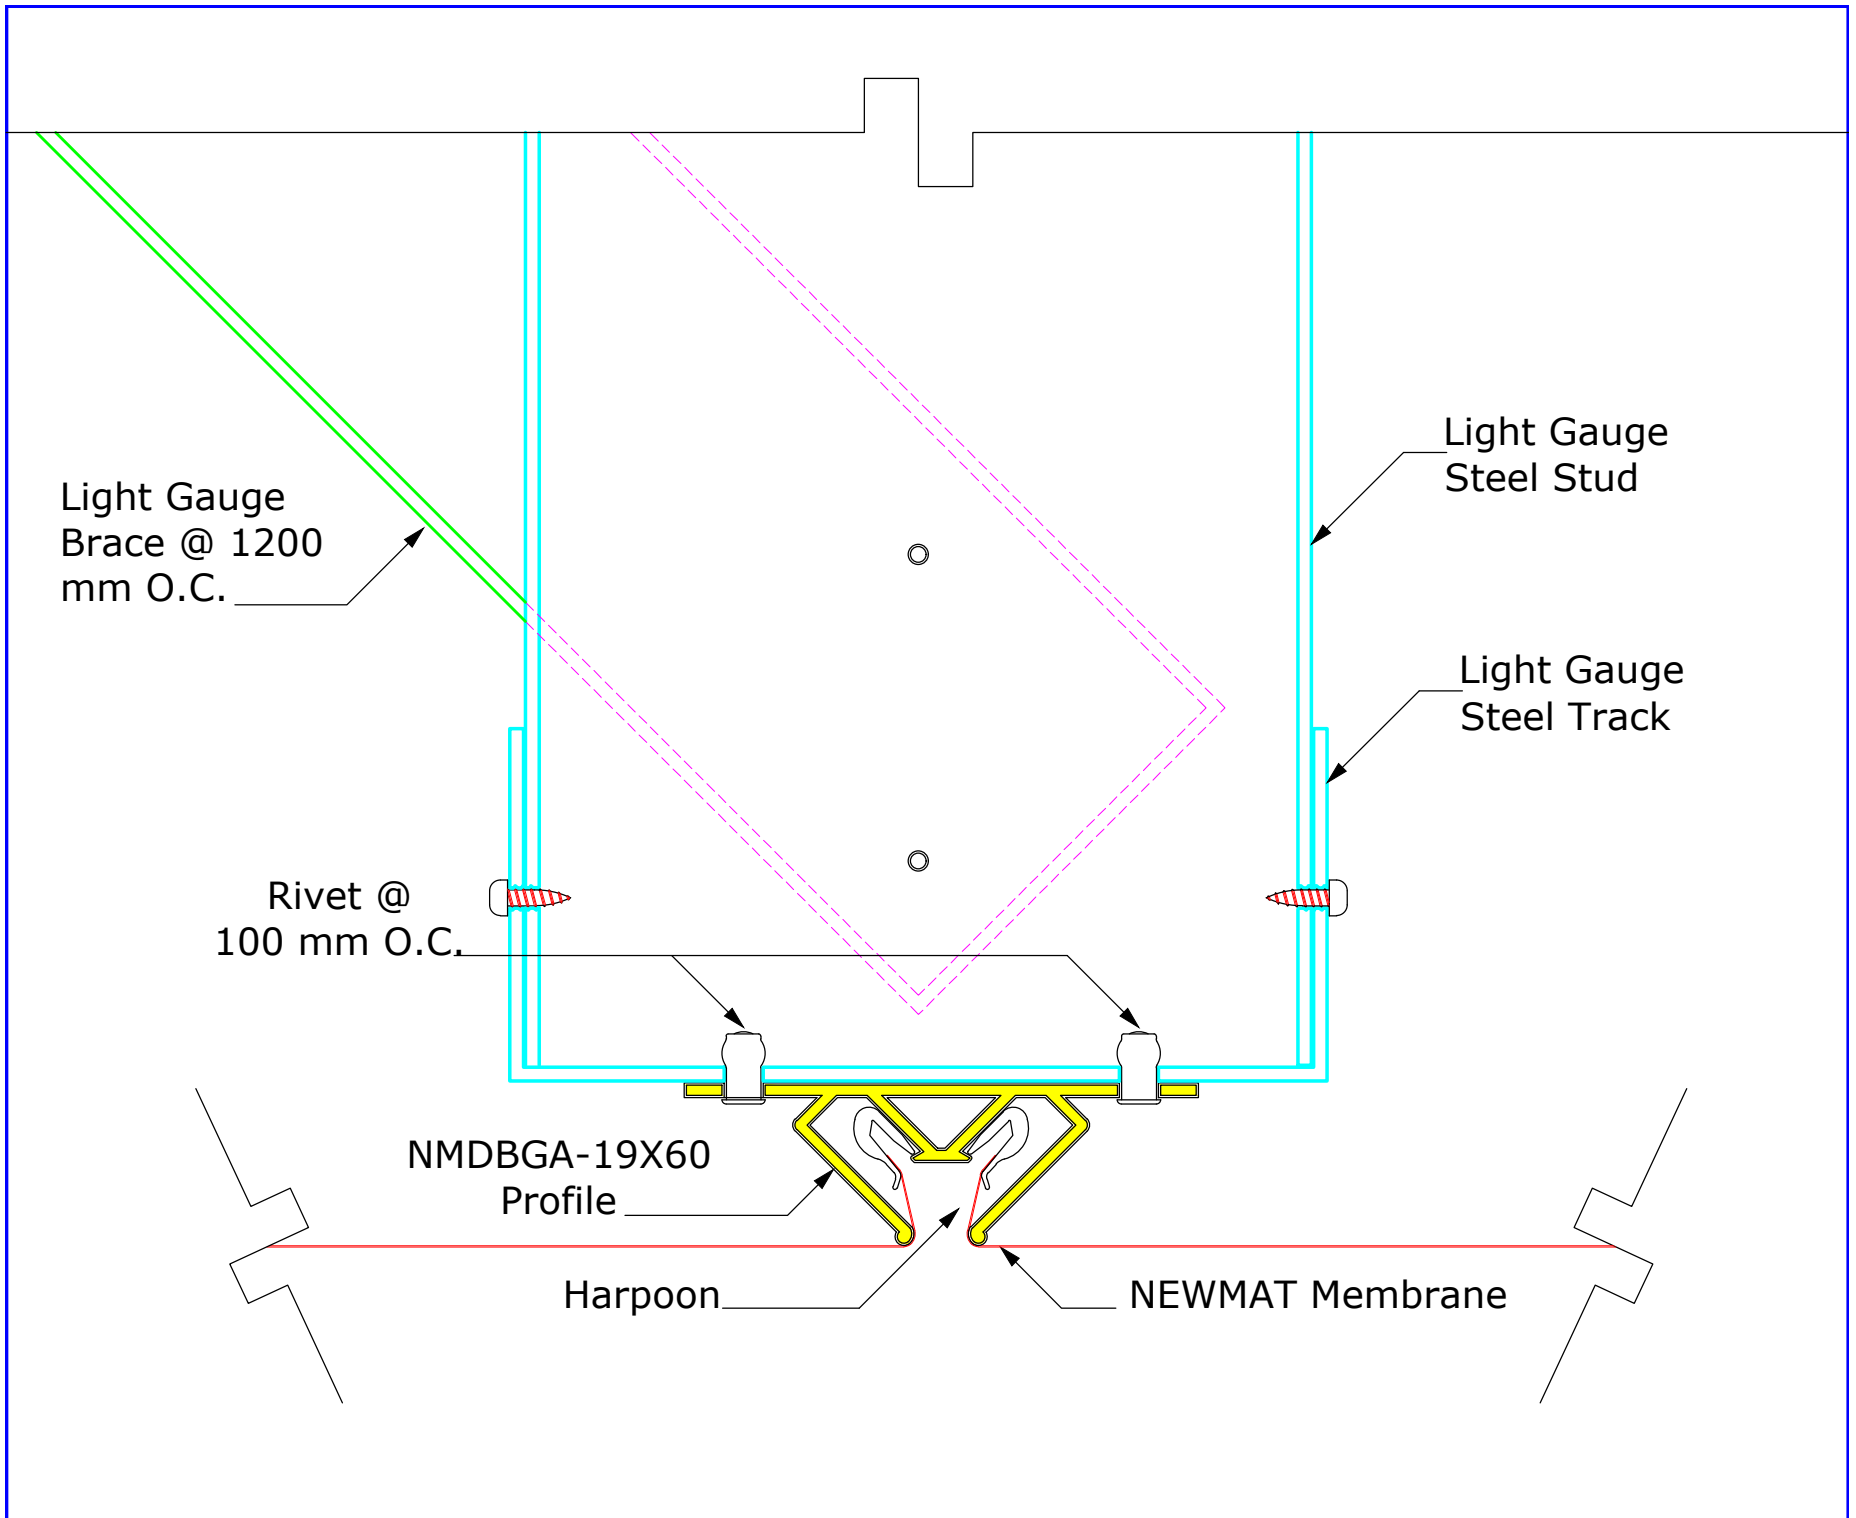 Light Gauge
Steel Stud
Light Gauge
Brace @ 1200
mm O.C.
Light Gauge
Steel Track
Rivet @
100 mm O.C.
NMDBGA-19X60
Profile
Harpoon
NEWMAT Membrane